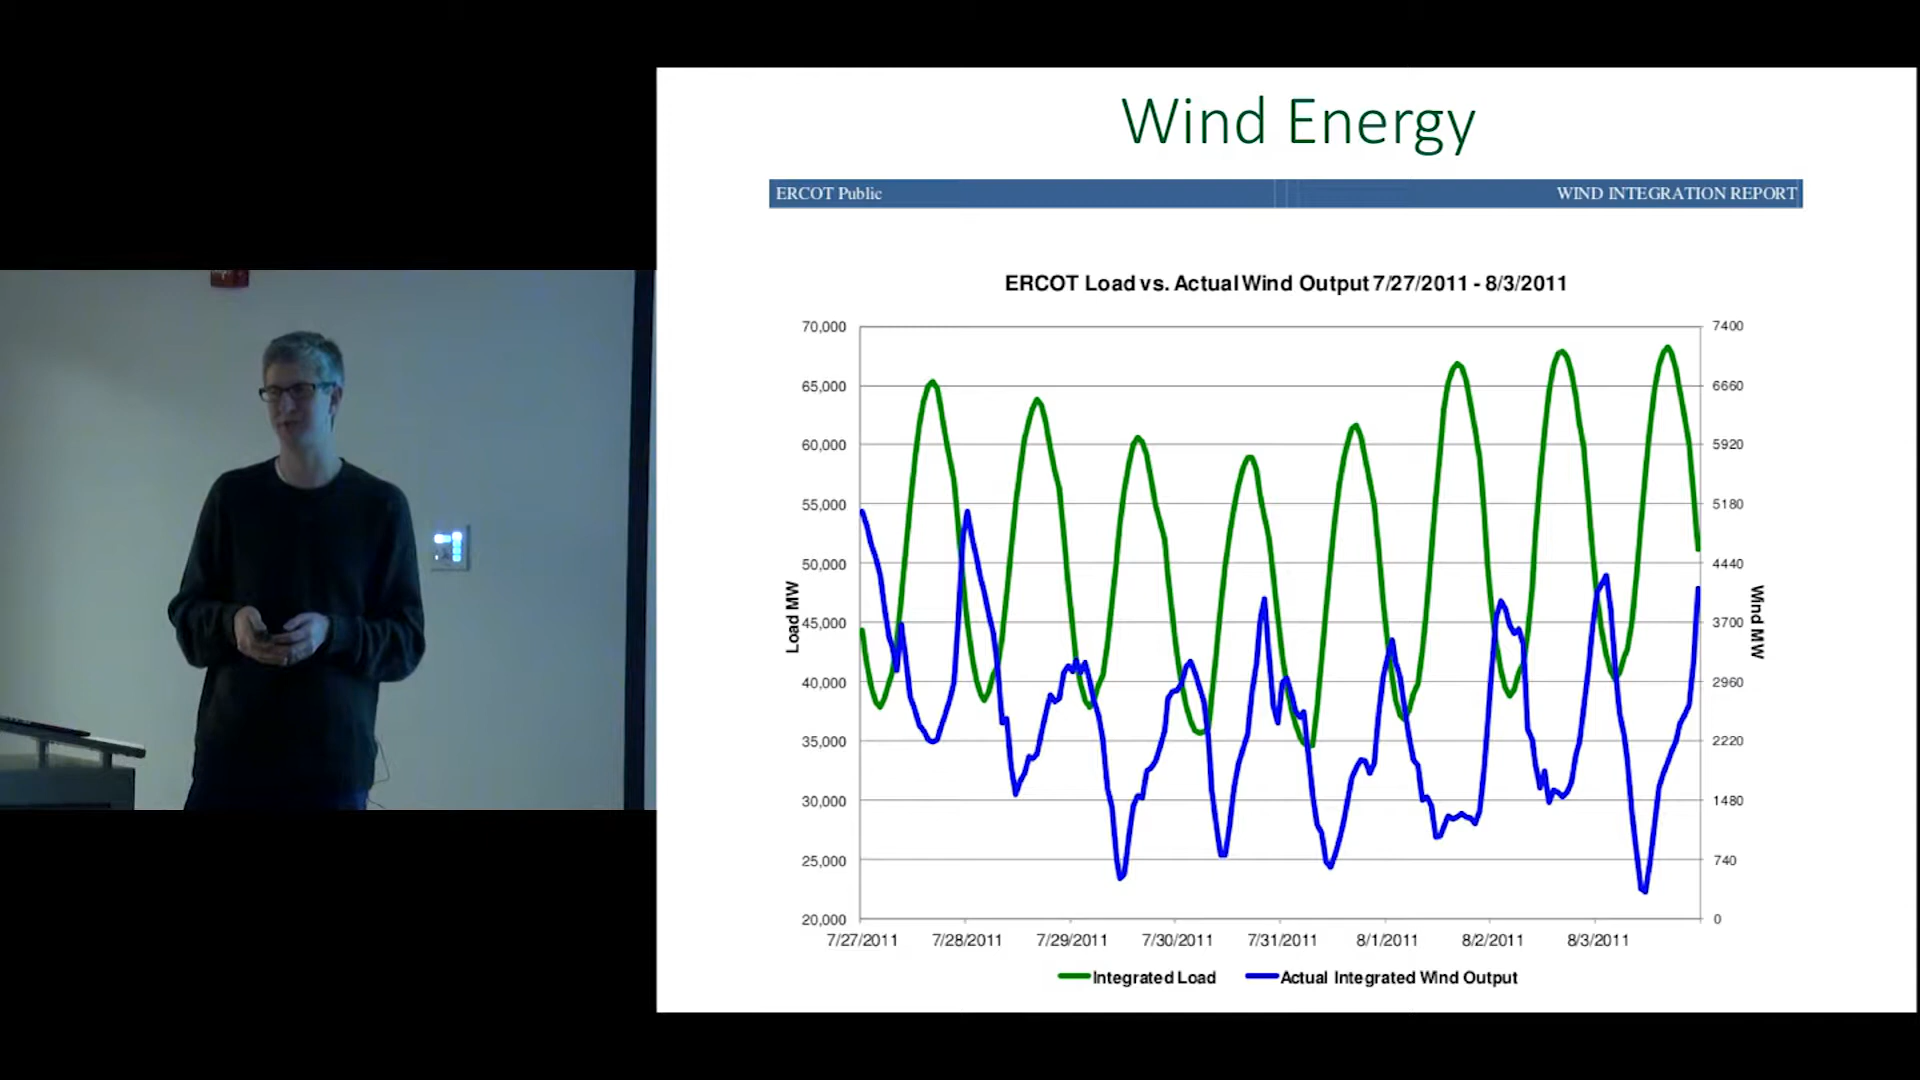 Wind Energy
ERCOT Public
WIND INTEGRATION REPORT
ERCOT Load vs. Actual Wind Output 7/27/2011 - 8/3/2011
70,000
65,000
60,000
55,000
50,000
45,000
40,000
35,000
30,000
25,000
20,000
Load MW
7400
6660
5920
5180
4440
3700
2960
2220
1480
740
0
Wind MW
7/27/2011 7/28/2011 7/29/2011 7/30/2011 7/31/2011 8/1/2011 8/2/2011 8/3/2011
Integrated Load Actual Integrated Wind Output